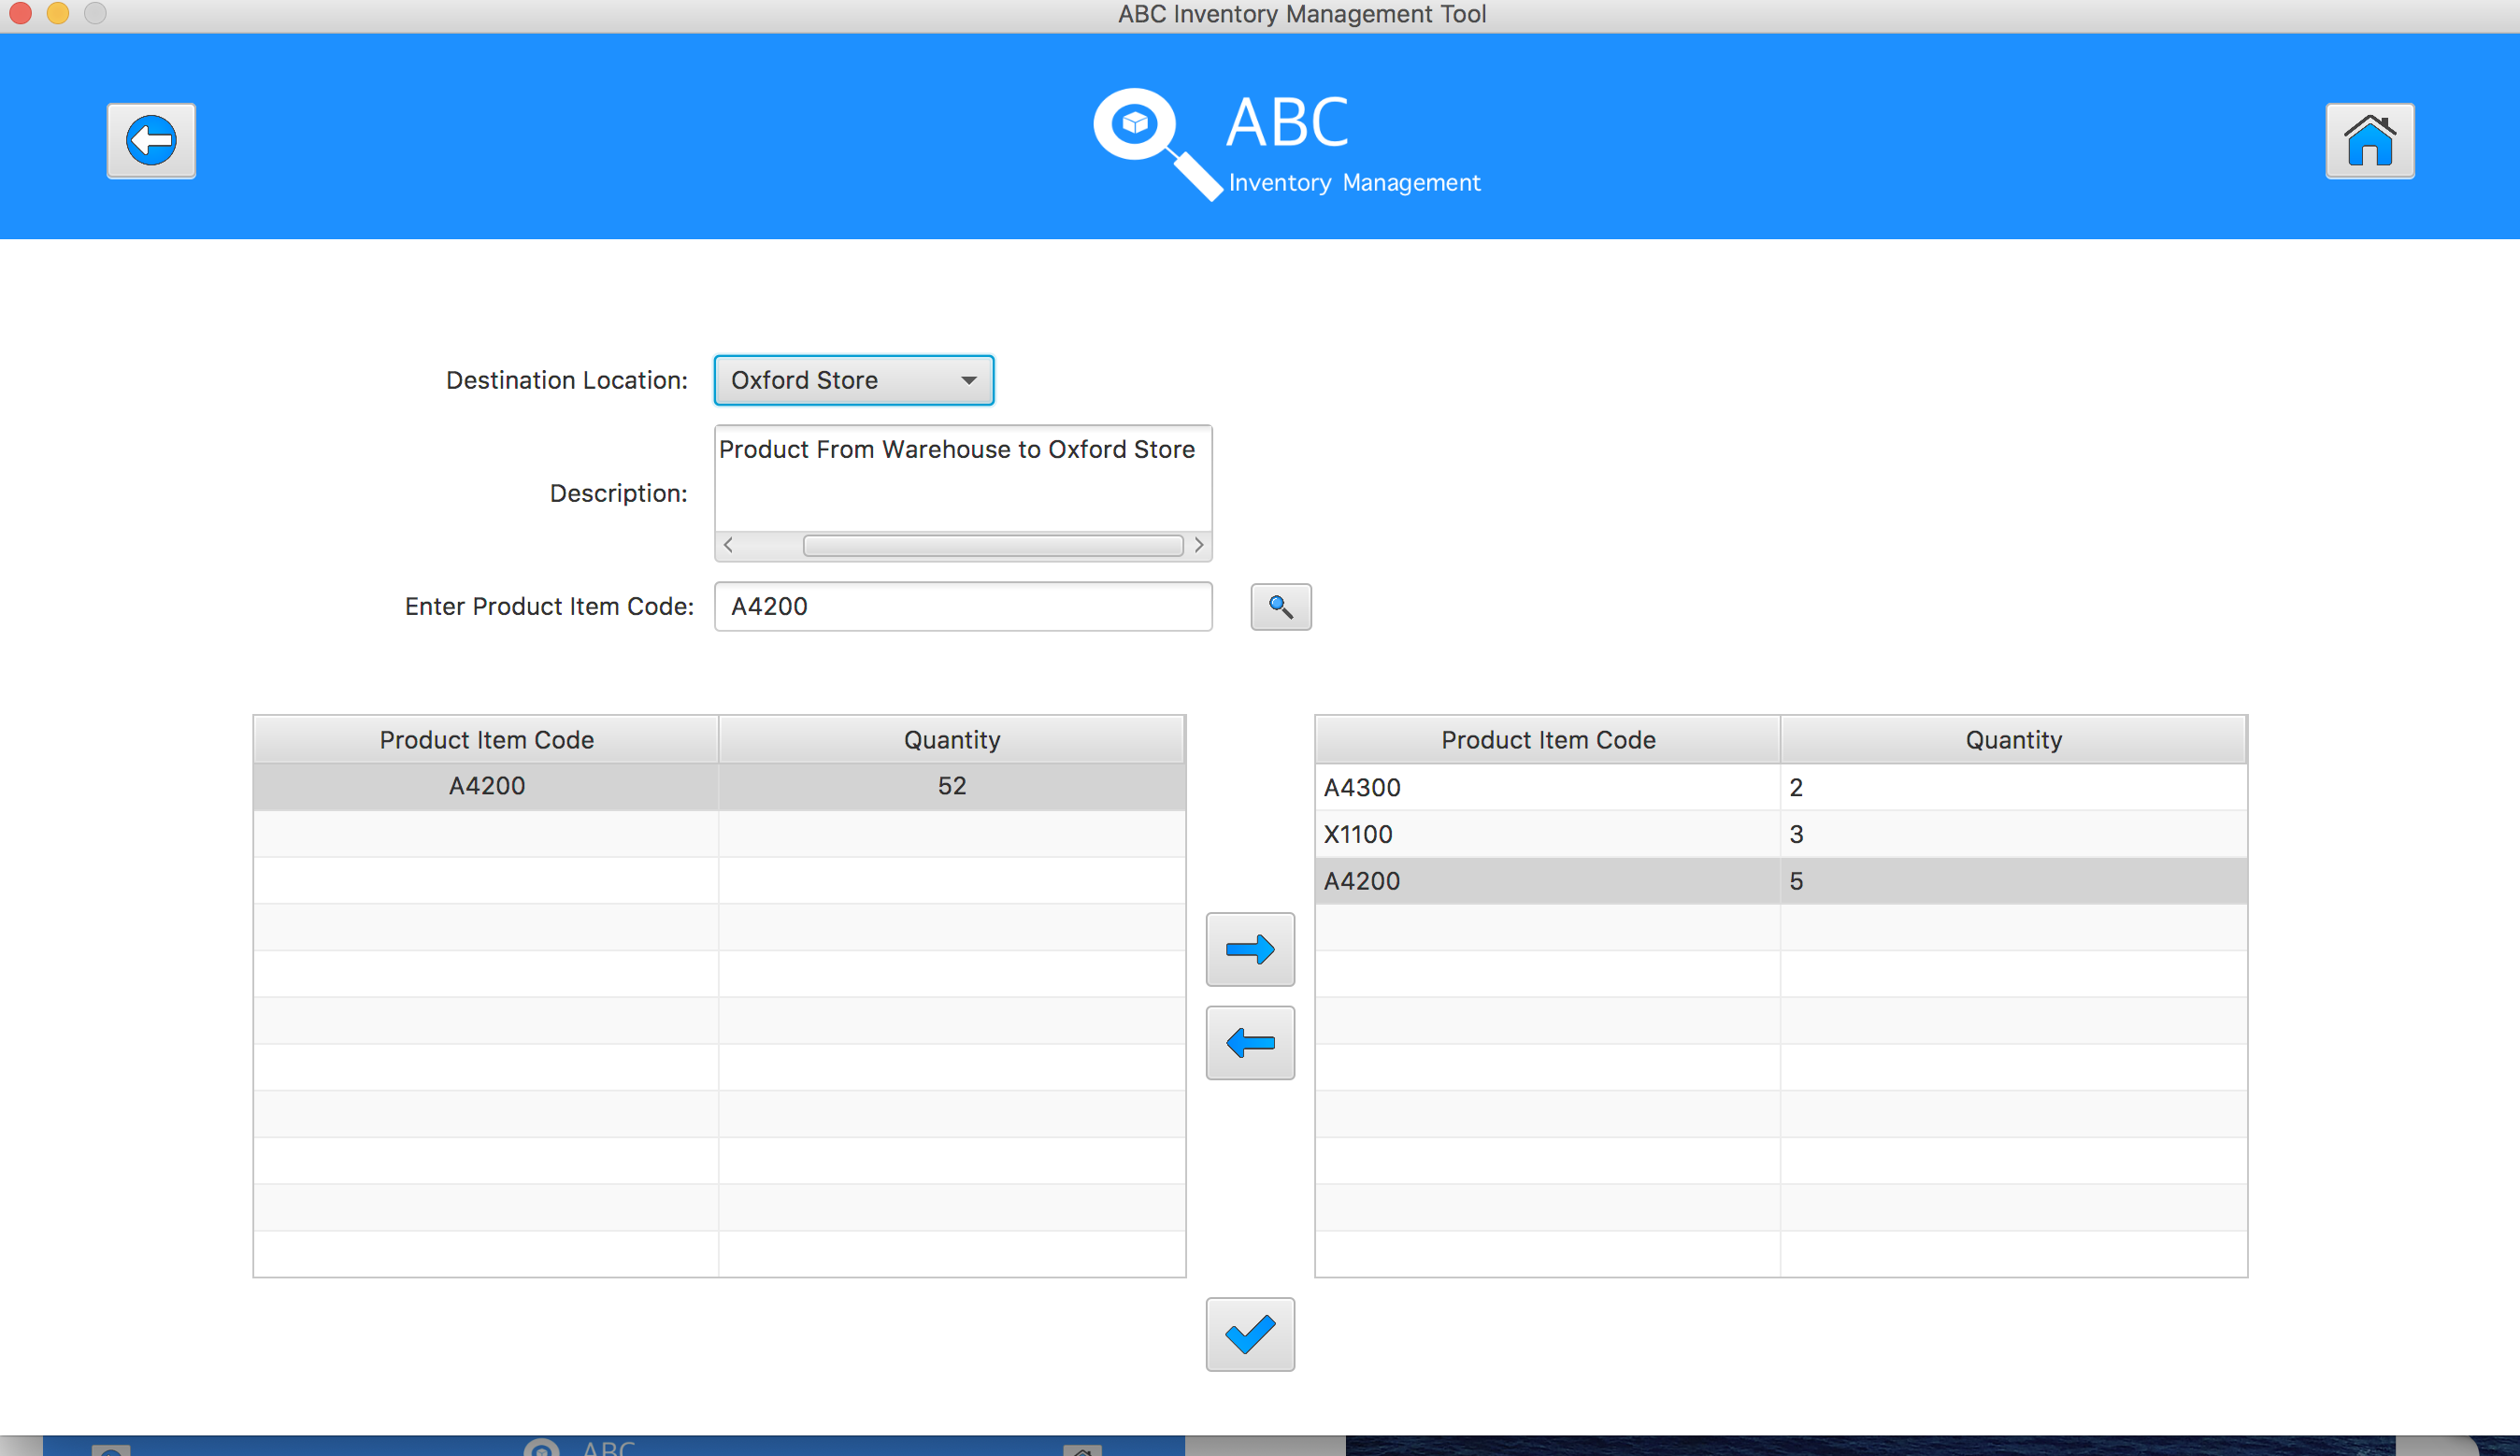 ABC Inventory Management Tool
ABC
Inventory Management
Destination Location: Oxford Store
Product From Warehouse to Oxford Store
Description:
Enter Product Item Code: A4200
Product Item Code Quantity Product Item Code Quantity
A4200 52 A4300 2
X1100 3
A4200 5
ABC